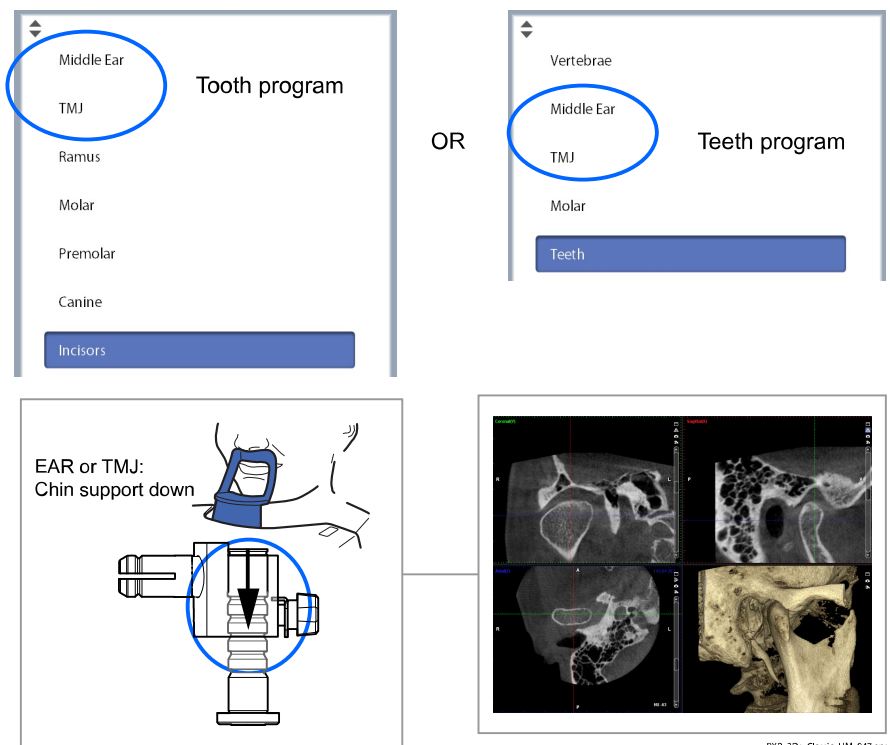 Middle Ear
TMJ
Ramus
Molar
Premolar
Canine
Incisors
Tooth program
OR
Vertebrae
Middle Ear
TMJ
Molar
Teeth
Teeth program
EAR or TMJ:
Chin support down
R
L
P
A
R
L
P